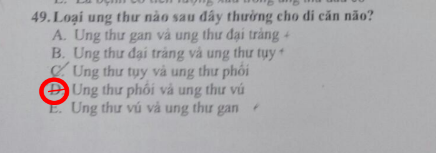 49. Loại ung thư nào sau đây thường cho di căn não?
A. Ung thư gan và ung thư đại tràng
B. Ung thư đại tràng và ung thư tụy
C. Ung thư tụy và ung thư phổi
D. Ung thư phổi và ung thư vú
E. Ung thư vú và ung thư gan